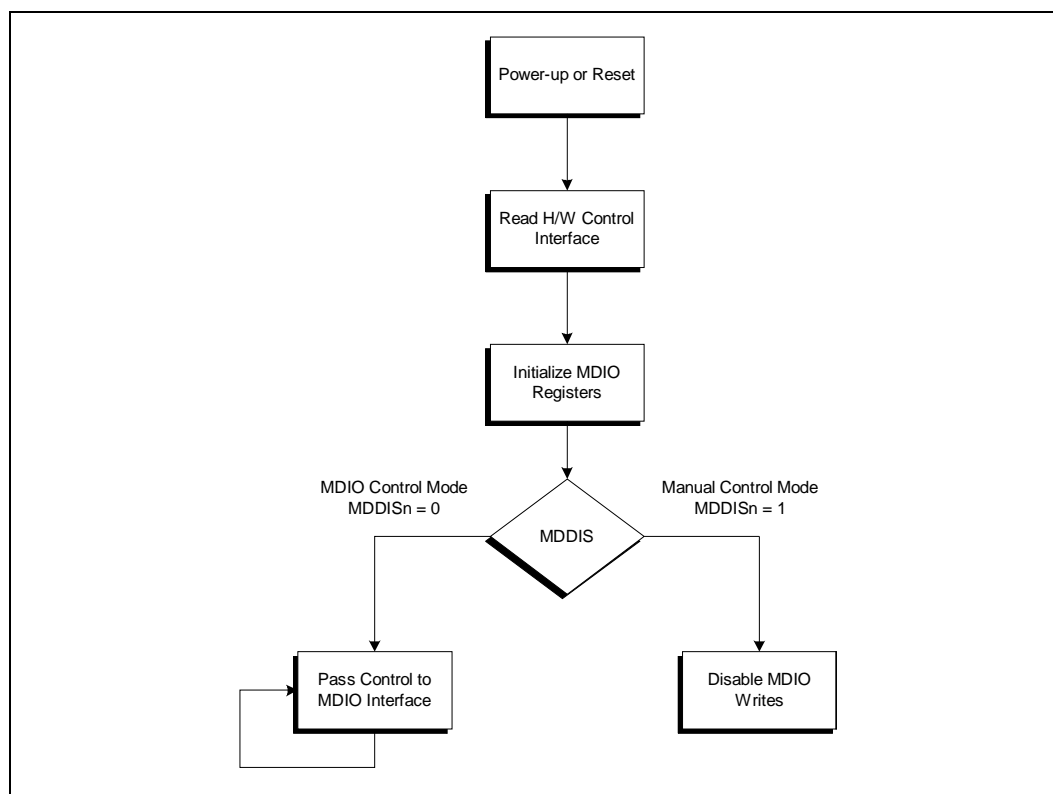 Power-up or Reset
Read H/W Control
Interface
Initialize MDIO
Registers
MDIO Control Mode
MDDISn = 0
Manual Control Mode
MDDISn = 1
MDDIS
Pass Control to
MDIO Interface
Disable MDIO
Writes